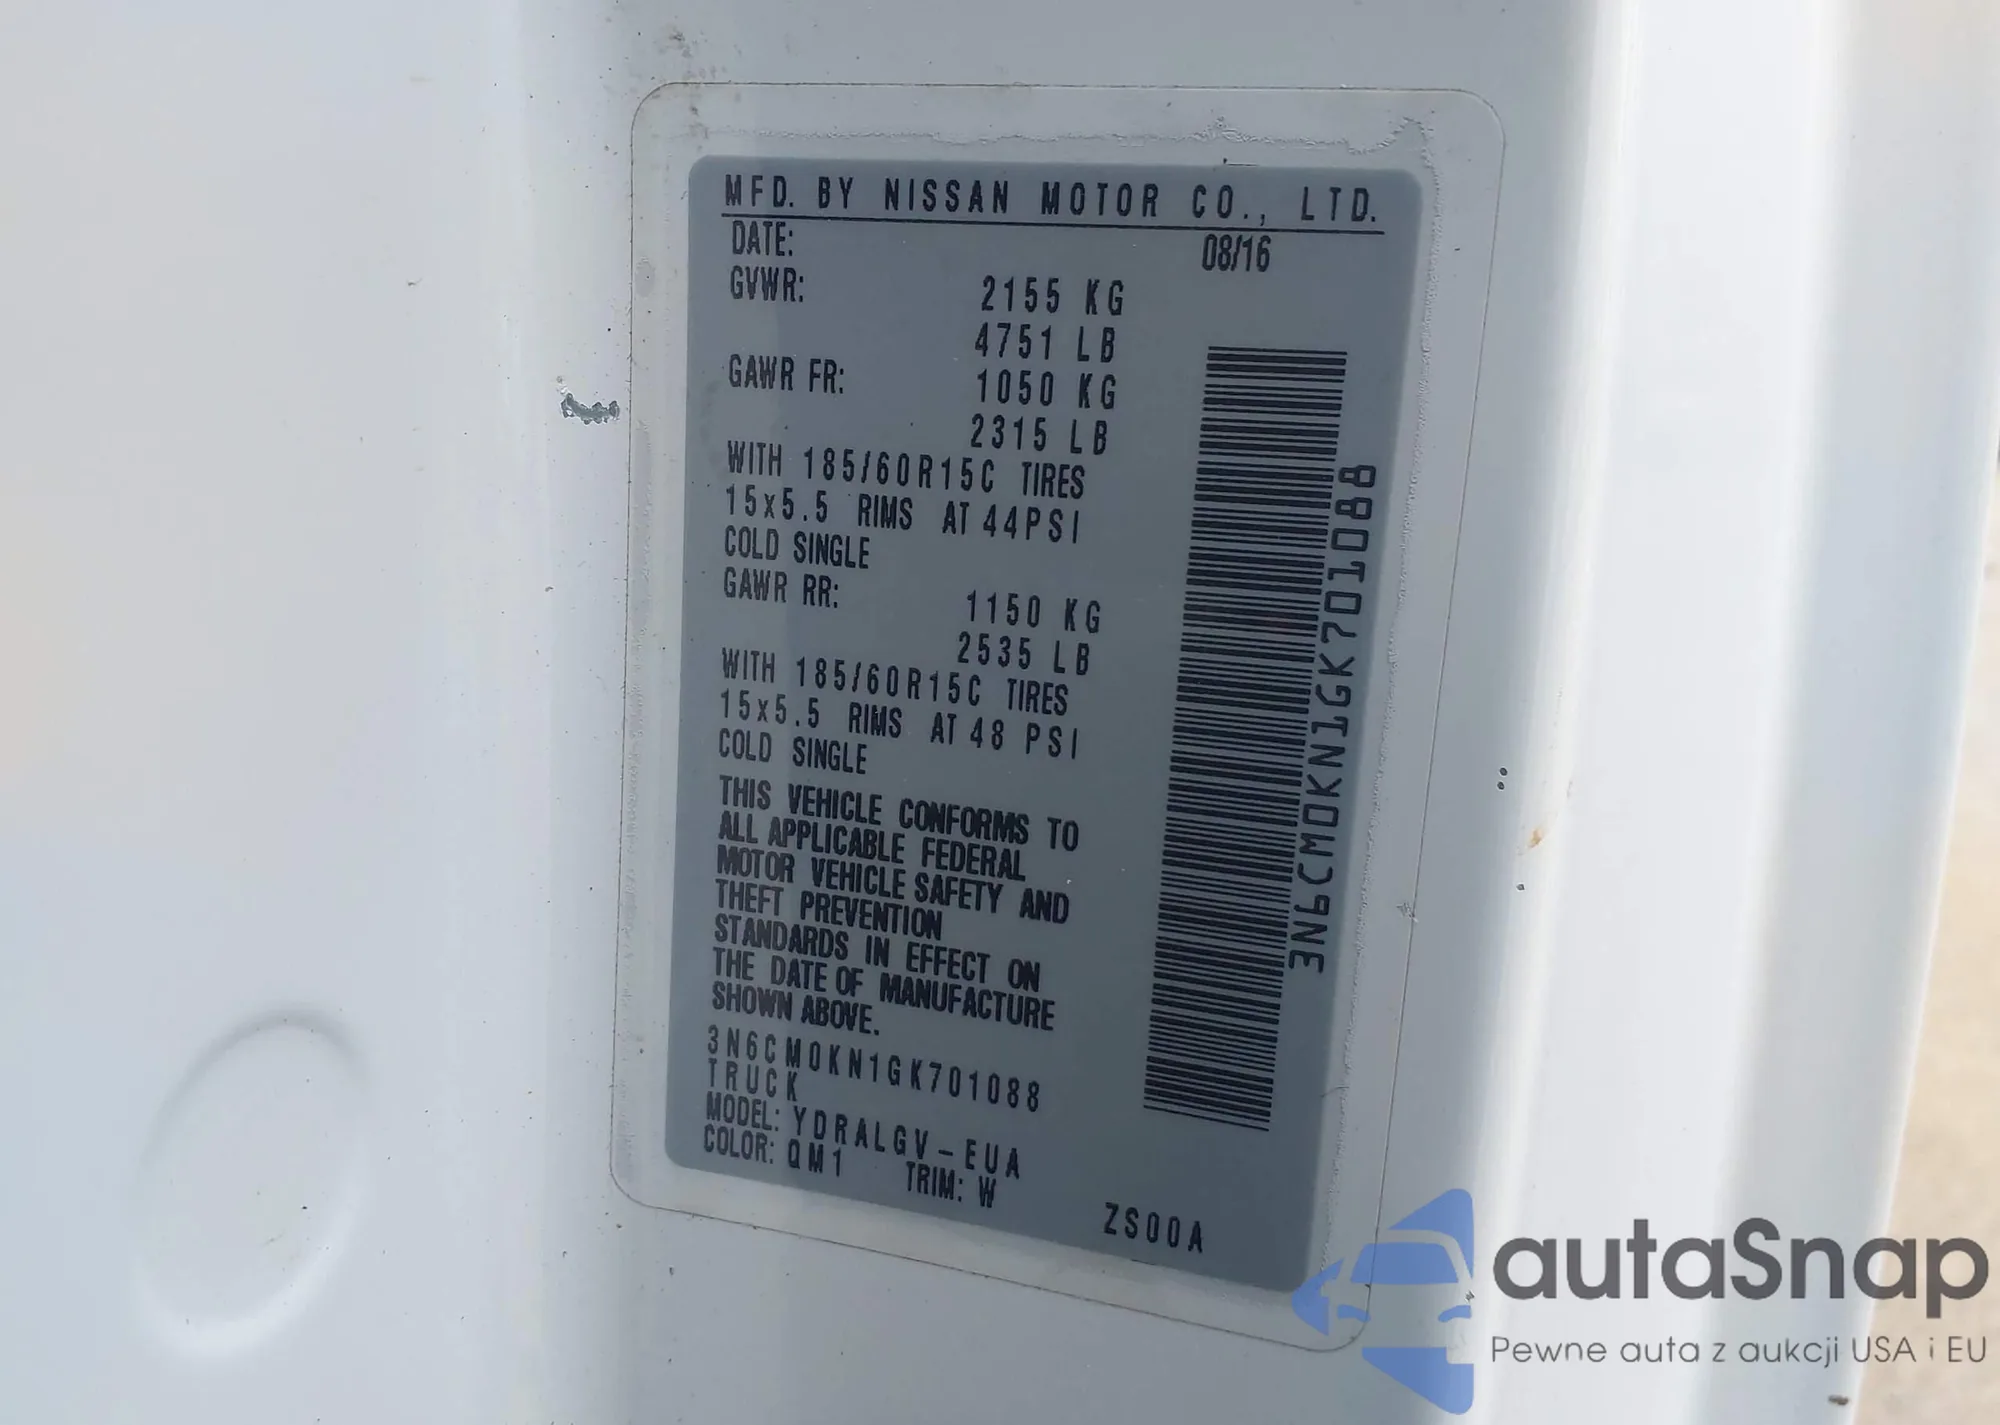 MFD. BY NISSAN MOTOR CO., LTD.
DATE: 08/16
GVWR: 2155 KG
4751 LB
GAWR FR: 1050 KG
2315 LB
WITH 185/60R15C TIRES
15x5.5 RIMS AT 44PSI
COLD SINGLE
GAWR RR: 1150 KG
2535 LB
WITH 185/60R15C TIRES
15x5.5 RIMS AT 48 PSI
COLD SINGLE
THIS VEHICLE CONFORMS TO
ALL APPLICABLE FEDERAL
MOTOR VEHICLE SAFETY AND
THEFT PREVENTION
STANDARDS IN EFFECT ON
THE DATE OF MANUFACTURE
SHOWN ABOVE.
3N6CM0KN1GK701088
TRUCK
MODEL: YDRALGV-EUA
COLOR: QM1 TRIM: W
ZS00A
3N6CM0KN1GK701088
autaSnap
Pewne auta z aukcji USA i EU